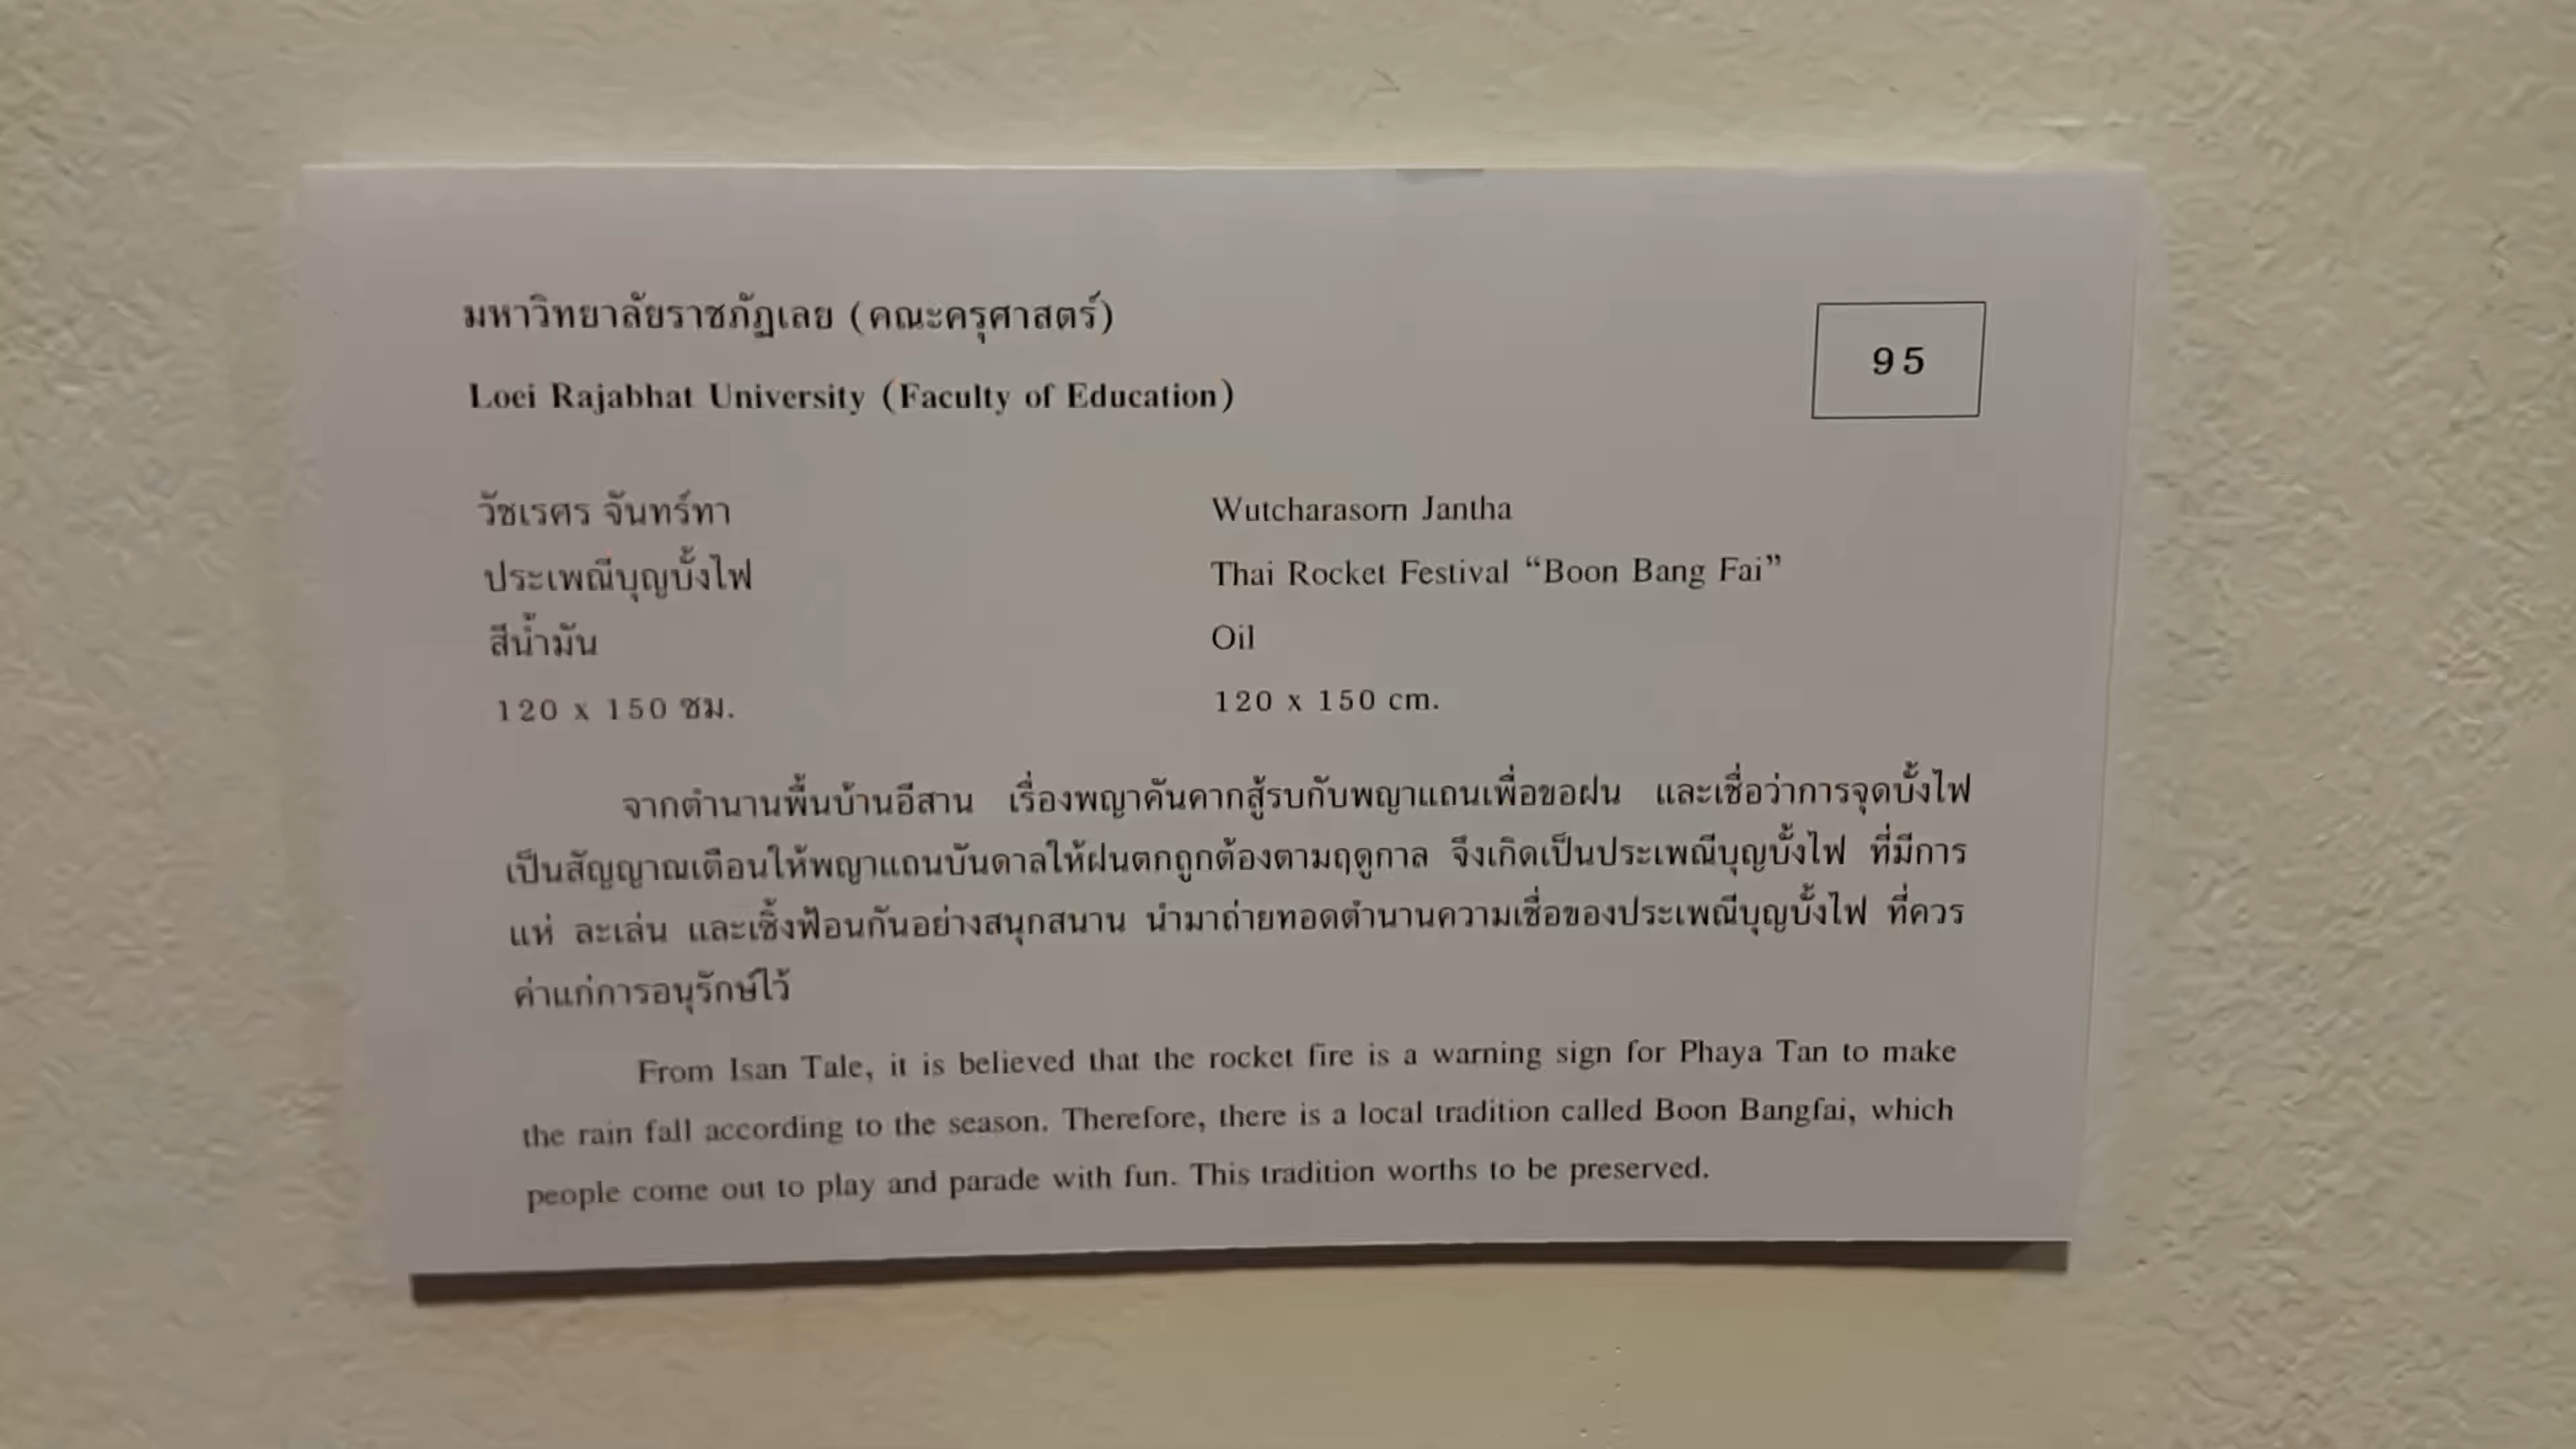 มหาวิทยาลัยราชภัฏเลย (คณะครุศาสตร์)
95
Loei Rajabhat University (Faculty of Education)
วัชเรศร จันทร์ทา
Wutcharasorn Jantha
ประเพณีบุญบั้งไฟ
Thai Rocket Festival “Boon Bang Fai”
สีน้ำมัน
Oil
120 x 150 ซม.
120 x 150 cm.
จากตำนานพื้นบ้านอีสาน เรื่องพญาคันคากสู้รบกับพญาแถนเพื่อขอฝน และเชื่อว่าการจุดบั้งไฟ
เป็นสัญญาณเตือนให้พญาแถนบันดาลให้ฝนตกถูกต้องตามฤดูกาล จึงเกิดเป็นประเพณีบุญบั้งไฟ ที่มีการ
แห่ ละเล่น และเซิ้งฟ้อนกันอย่างสนุกสนาน นำมาถ่ายทอดตำนานความเชื่อของประเพณีบุญบั้งไฟ ที่ควร
ค่าแก่การอนุรักษ์ไว้
From Isan Tale, it is believed that the rocket fire is a warning sign for Phaya Tan to make
the rain fall according to the season. Therefore, there is a local tradition called Boon Bangfai, which
people come out to play and parade with fun. This tradition worths to be preserved.